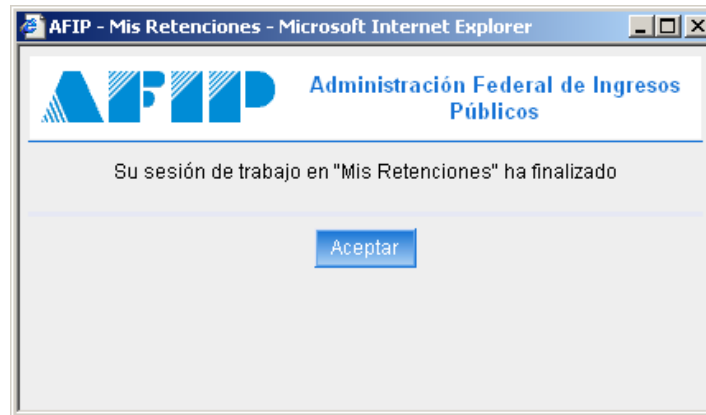 AFIP - Mis Retenciones - Microsoft Internet Explorer
AFIP
Administración Federal de Ingresos
Públicos
Su sesión de trabajo en "Mis Retenciones" ha finalizado
Aceptar